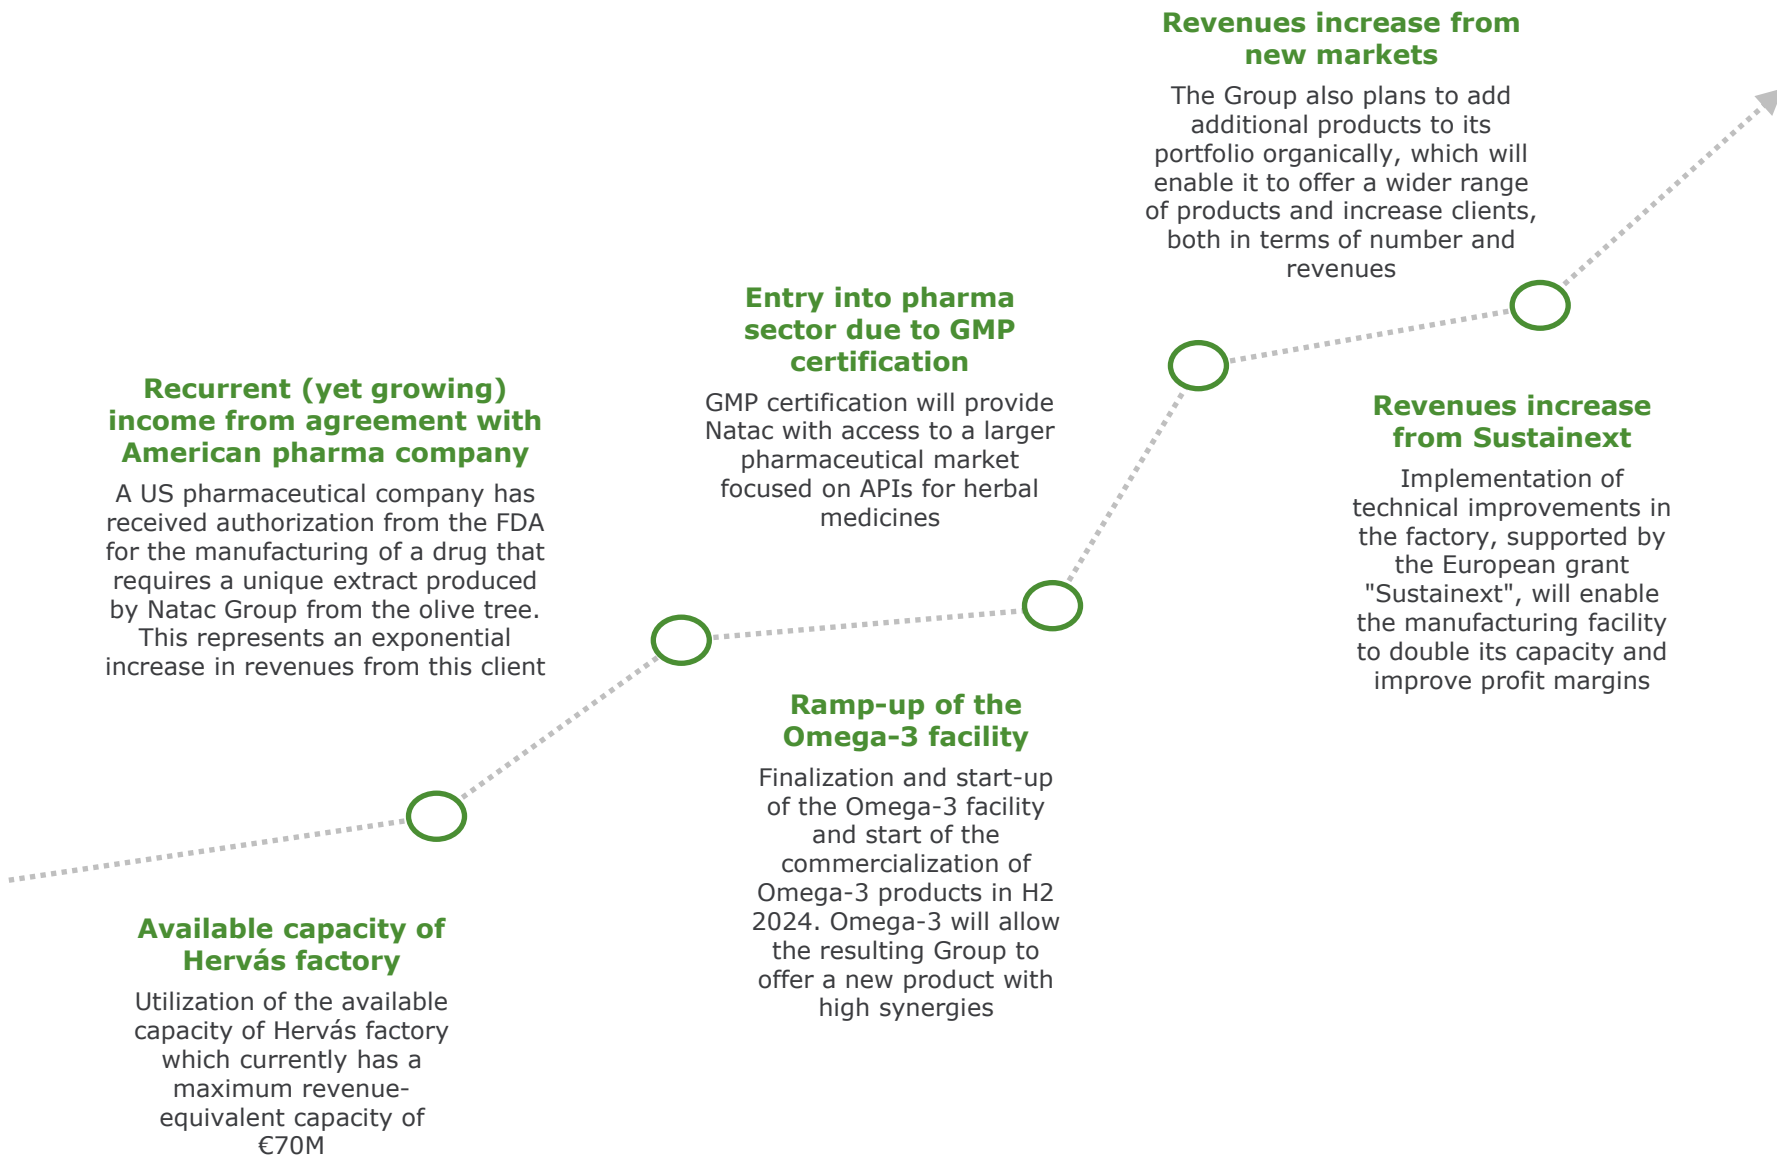 Revenues increase from
new markets
The Group also plans to add
additional products to its
portfolio organically, which will
enable it to offer a wider range
of products and increase clients,
both in terms of number and
revenues
Entry into pharma
sector due to GMP
certification
GMP certification will provide
Natac with access to a larger
pharmaceutical market
focused on APIs for herbal
medicines
Recurrent (yet growing)
income from agreement with
American pharma company
A US pharmaceutical company has
received authorization from the FDA
for the manufacturing of a drug that
requires a unique extract produced
by Natac Group from the olive tree.
This represents an exponential
increase in revenues from this client
Revenues increase
from Sustainext
Implementation of
technical improvements in
the factory, supported by
the European grant
"Sustainext", will enable
the manufacturing facility
to double its capacity and
improve profit margins
Ramp-up of the
Omega-3 facility
Finalization and start-up
of the Omega-3 facility
and start of the
commercialization of
Omega-3 products in H2
2024. Omega-3 will allow
the resulting Group to
offer a new product with
high synergies
Available capacity of
Hervás factory
Utilization of the available
capacity of Hervás factory
which currently has a
maximum revenue-
equivalent capacity of
€70M